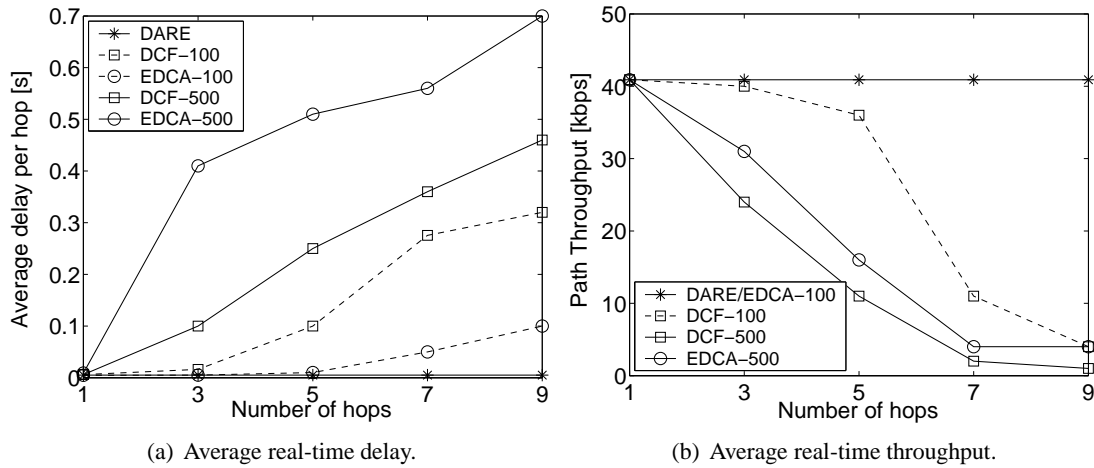 0.7
0.6
0.5
0.4
0.3
0.2
0.1
0
Average delay per hop [s]
DARE
DCF−100
EDCA−100
DCF−500
EDCA−500
1 3 5 7 9
Number of hops
(a) Average real-time delay.
50
40
30
20
10
0
Path Throughput [kbps]
DARE/EDCA−100
DCF−100
DCF−500
EDCA−500
1 3 5 7 9
Number of hops
(b) Average real-time throughput.